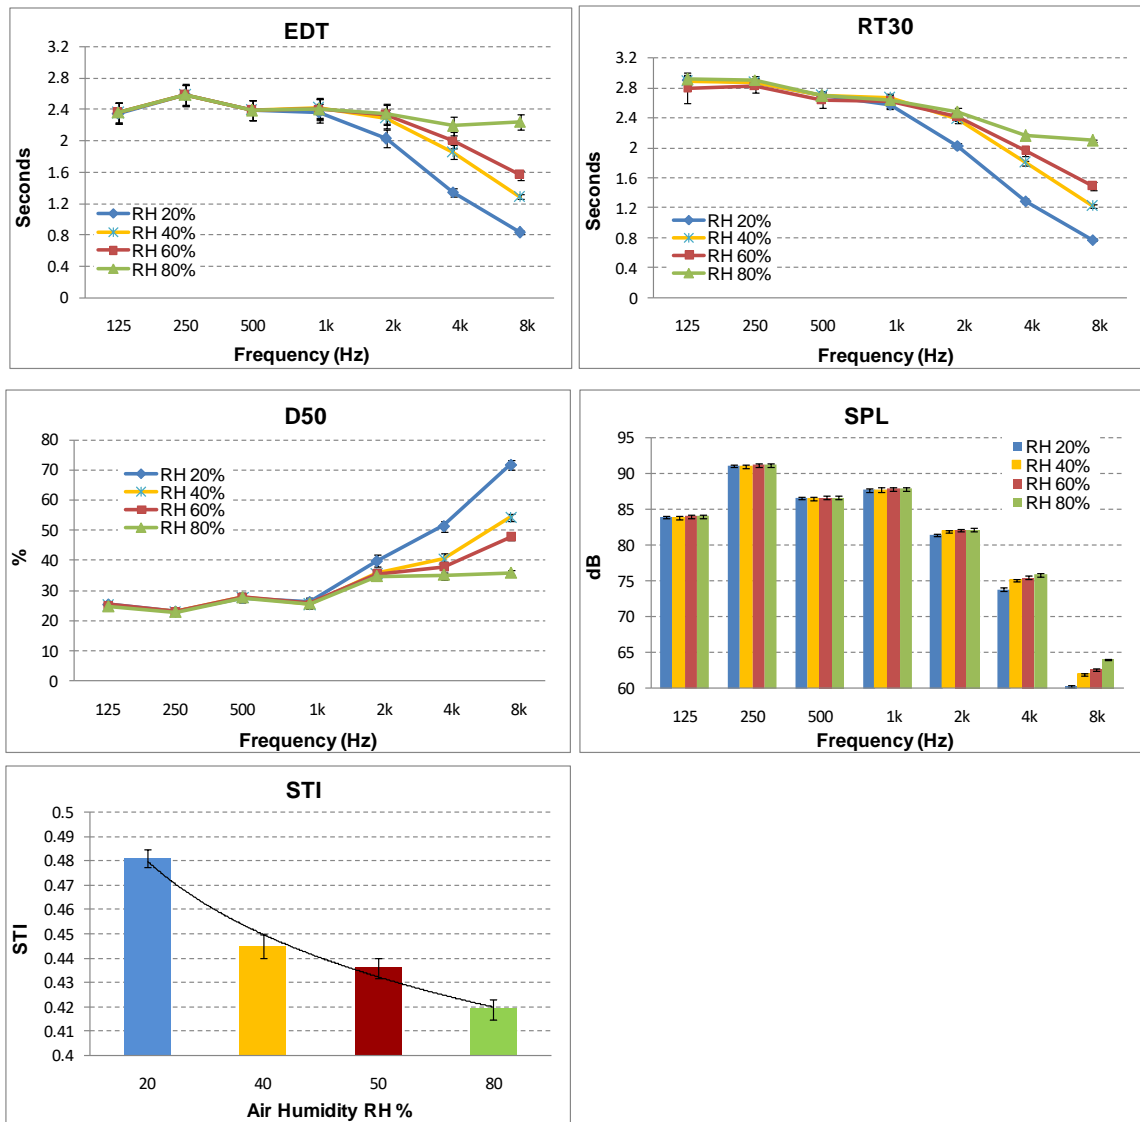 EDT
3.2
2.8
2.4
2
1.6
1.2
0.8
0.4
0
Seconds
RH 20%
RH 40%
RH 60%
RH 80%
125 250 500 1k 2k 4k 8k
Frequency (Hz)
RT30
3.2
2.8
2.4
2
1.6
1.2
0.8
0.4
0
Seconds
RH 20%
RH 40%
RH 60%
RH 80%
125 250 500 1k 2k 4k 8k
Frequency (Hz)
D50
80
70
60
50
40
30
20
10
0
%
RH 20%
RH 40%
RH 60%
RH 80%
125 250 500 1k 2k 4k 8k
Frequency (Hz)
SPL
95
90
85
80
75
70
65
60
dB
RH 20%
RH 40%
RH 60%
RH 80%
125 250 500 1k 2k 4k 8k
Frequency (Hz)
STI
0.5
0.49
0.48
0.47
0.46
0.45
0.44
0.43
0.42
0.41
0.4
STI
20 40 50 80
Air Humidity RH %